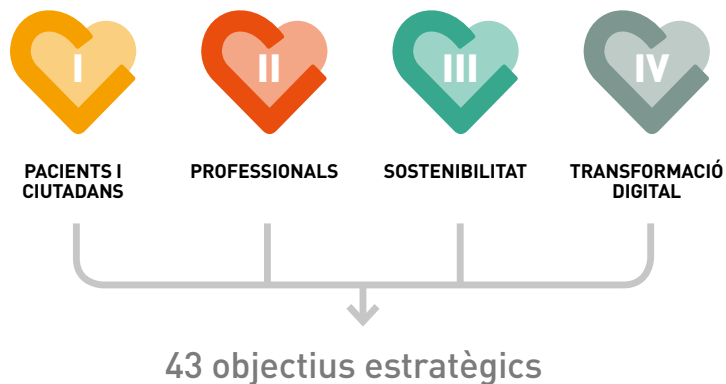 I
II
III
IV
PACIENTS I
CIUTADANS
PROFESSIONALS
SOSTENIBILITAT
TRANSFORMACIÓ
DIGITAL
43 objectius estratègics